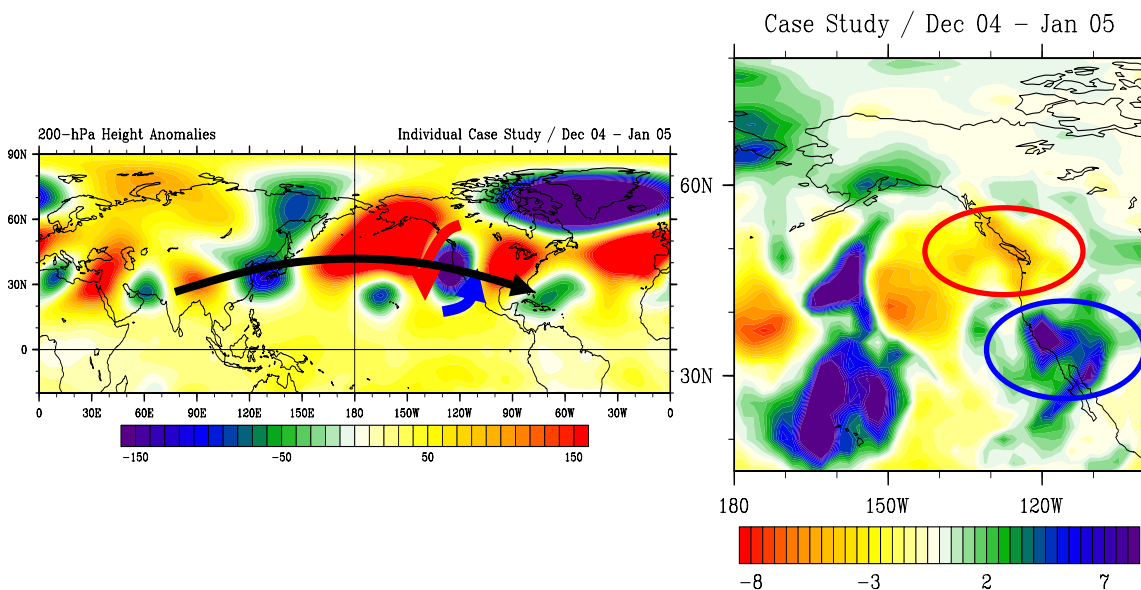 Case Study / Dec 04 - Jan 05
200-hPa Height Anomalies
Individual Case Study / Dec 04 - Jan 05
90N
60N
30N
0
0 30E 60E 90E 120E 150E 180 150W 120W 90W 60W 30W 0
-150 -50 50 150
60N
30N
180 150W 120W
-8 -3 2 7